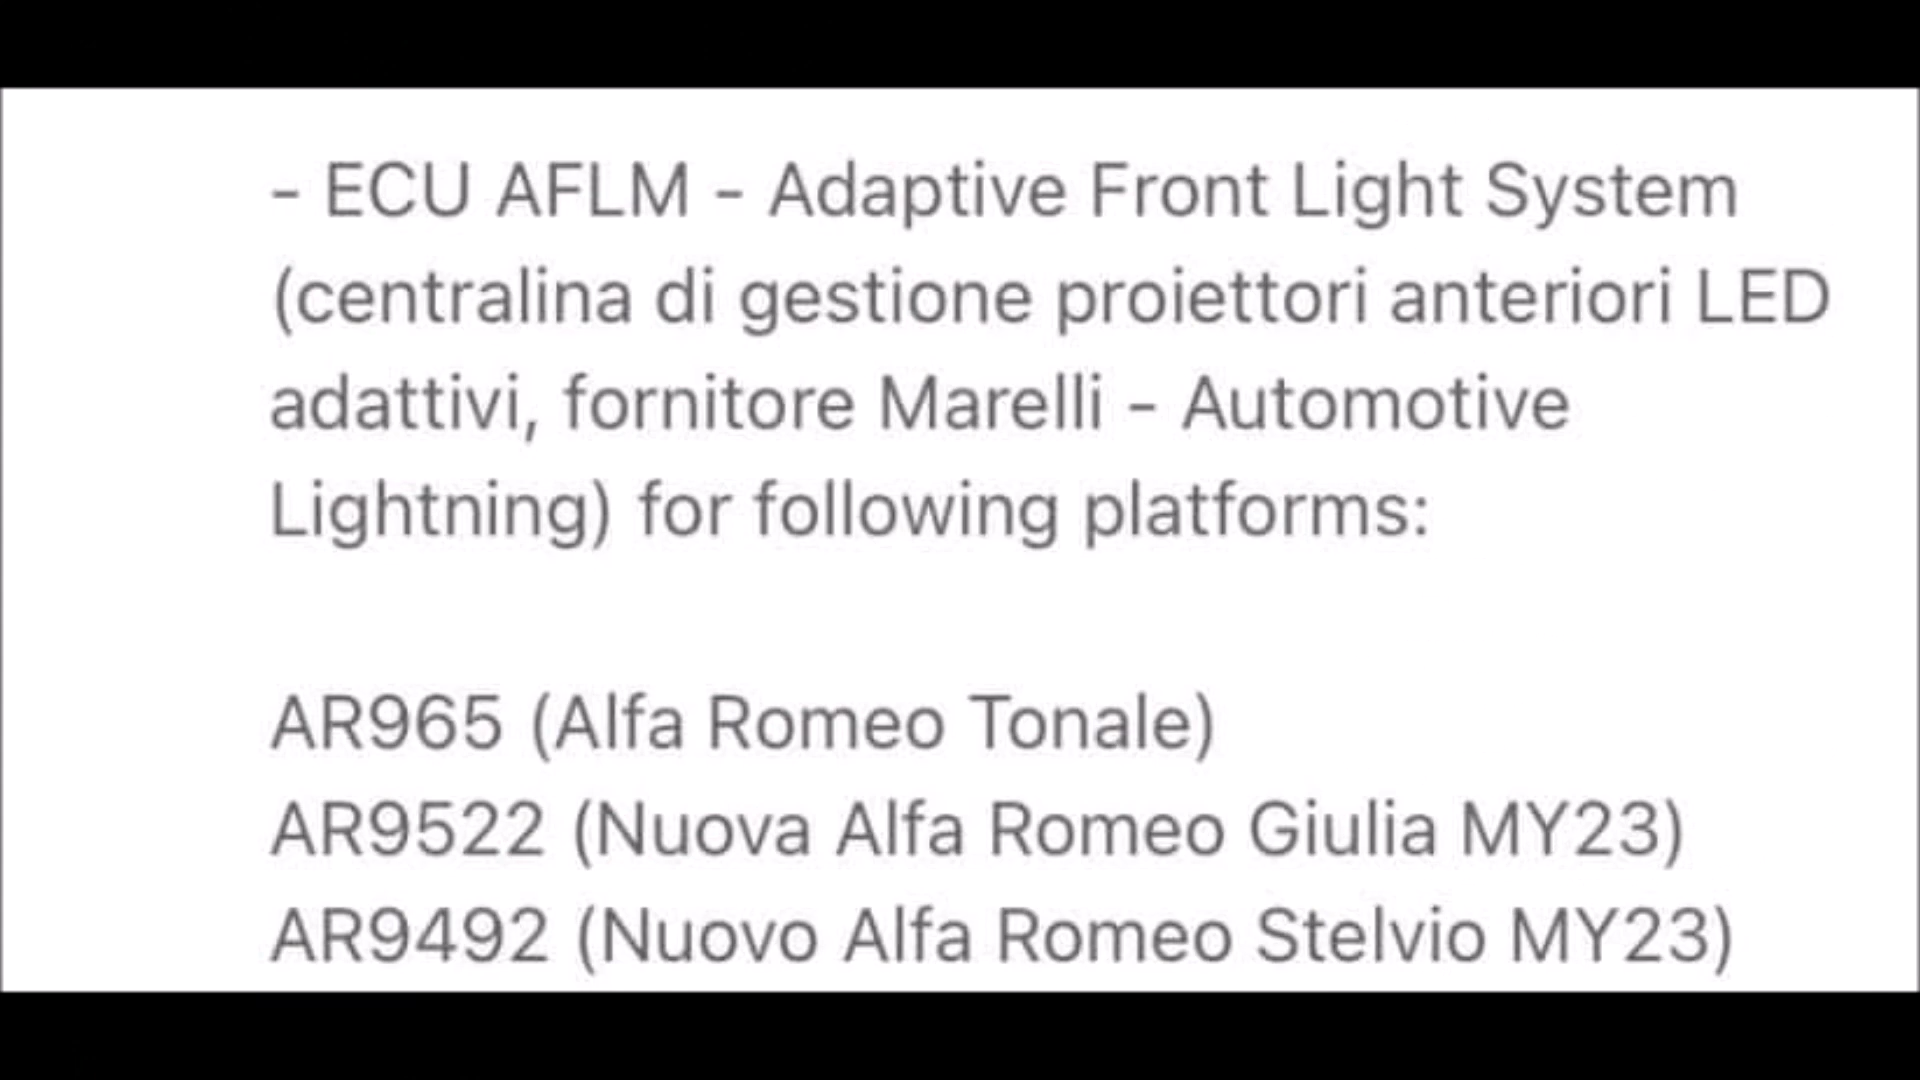 - ECU AFLM - Adaptive Front Light System
(centralina di gestione proiettori anteriori LED
adattivi, fornitore Marelli - Automotive
Lightning) for following platforms:
AR965 (Alfa Romeo Tonale)
AR9522 (Nuova Alfa Romeo Giulia MY23)
AR9492 (Nuovo Alfa Romeo Stelvio MY23)